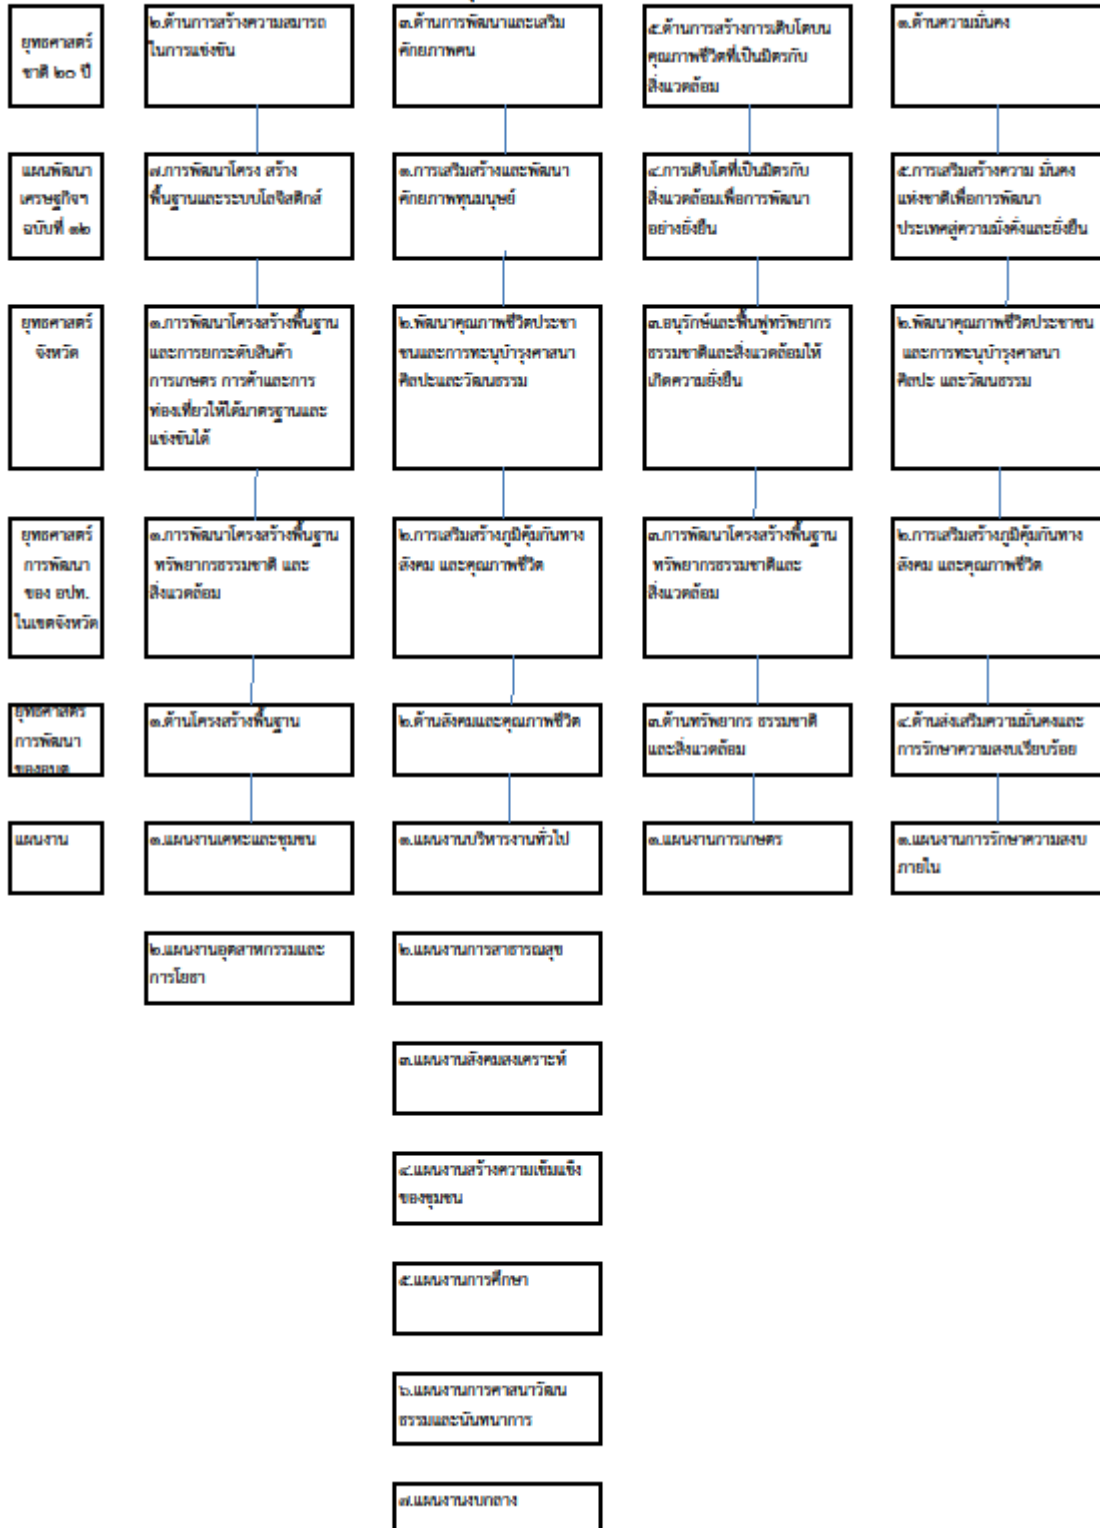 ยุทธศาสตร์
ชาติ ๒๐ ปี
๒.ด้านการสร้างความสมารถ
ในการแข่งขัน
๓.ด้านการพัฒนาและเสริม
ศักยภาพคน
๕.ด้านการสร้างการเติบโตบน
คุณภาพชีวิตที่เป็นมิตรกับ
สิ่งแวดล้อม
๑.ด้านความมั่นคง
แผนพัฒนา
เศรษฐกิจฯ
ฉบับที่ ๑๒
๗.การพัฒนาโครง สร้าง
พื้นฐานและระบบโลจิสติกส์
๑.การเสริมสร้างและพัฒนา
ศักยภาพทุนมนุษย์
๔.การเติบโตที่เป็นมิตรกับ
สิ่งแวดล้อมเพื่อการพัฒนา
อย่างยั่งยืน
๕.การเสริมสร้างความ มั่นคง
แห่งชาติเพื่อการพัฒนา
ประเทศสู่ความมั่งคั่งและยั่งยืน
ยุทธศาสตร์
จังหวัด
๑.การพัฒนาโครงสร้างพื้นฐาน
และการยกระดับสินค้า
การเกษตร การค้าและการ
ท่องเที่ยวให้ได้มาตรฐานและ
แข่งขันได้
๒.พัฒนาคุณภาพชีวิตประชา
ชนและการทะนุบำรุงศาสนา
ศิลปะและวัฒนธรรม
๓.อนุรักษ์และฟื้นฟูทรัพยากร
ธรรมชาติและสิ่งแวดล้อมให้
เกิดความยั่งยืน
๒.พัฒนาคุณภาพชีวิตประชาชน
และการทะนุบำรุงศาสนา
ศิลปะ และวัฒนธรรม
ยุทธศาสตร์
การพัฒนา
ของ อปท.
ในเขตจังหวัด
๑.การพัฒนาโครงสร้างพื้นฐาน
ทรัพยากรธรรมชาติ และ
สิ่งแวดล้อม
๒.การเสริมสร้างภูมิคุ้มกันทาง
สังคม และคุณภาพชีวิต
๓.การพัฒนาโครงสร้างพื้นฐาน
ทรัพยากรธรรมชาติและ
สิ่งแวดล้อม
๒.การเสริมสร้างภูมิคุ้มกันทาง
สังคม และคุณภาพชีวิต
ยุทธศาสตร์
การพัฒนา
ของอบต
๑.ด้านโครงสร้างพื้นฐาน
๒.ด้านสังคมและคุณภาพชีวิต
๓.ด้านทรัพยากร ธรรมชาติ
และสิ่งแวดล้อม
๔.ด้านส่งเสริมความมั่นคงและ
การรักษาความสงบเรียบร้อย
แผนงาน
๑.แผนงานเคหะและชุมชน
๑.แผนงานบริหารงานทั่วไป
๑.แผนงานการเกษตร
๑.แผนงานการรักษาความสงบ
ภายใน
๒.แผนงานอุตสาหกรรมและ
การโยธา
๒.แผนงานการสาธารณสุข
๓.แผนงานสังคมสงเคราะห์
๔.แผนงานสร้างความเข้มแข็ง
ของชุมชน
๕.แผนงานการศึกษา
๖.แผนงานการศาสนาวัฒน
ธรรมและนันทนาการ
๗.แผนงานงบกลาง